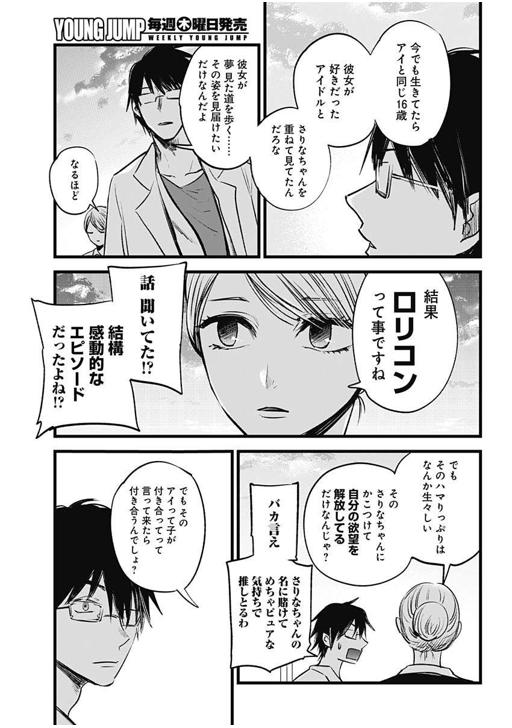 YOUNG JUMP 毎週木曜日発売
WEEKLY YOUNG JUMP
今でも生きてたら
アイと同じ16歳
彼女が
好きだった
アイドルと
さりなちゃんを
重ねて見てたん
だろな
彼女が
夢見た道を歩く……
その姿を見届けたい
だけなんだよ
なるほど
結果
ロリコン
って事ですね
話 聞いてた!?
結構
感動的な
エピソード
だったよね!?
でも
そのハマりっぷりは
なんか生々しい
その
さりなちゃんに
かこつけて
自分の欲望を
解放してる
だけなんじゃ?
バカ言え
さりなちゃんの
名に賭けて
めちゃピュアな
気持ちで
推しとるわ
でもその
アイって子が
付き合ってって
言って来たら
付き合うんでしょ?